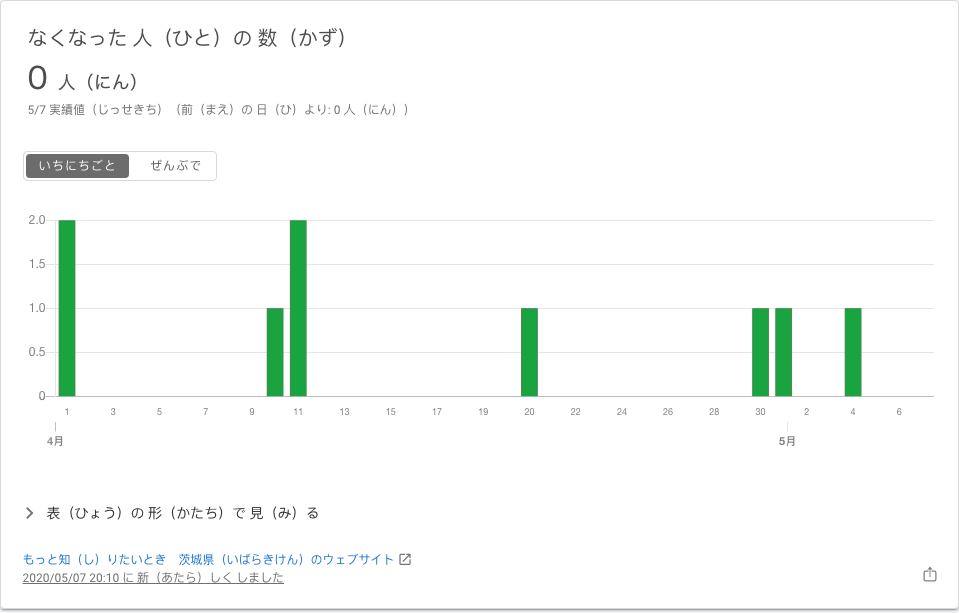 なくなった 人（ひと）の 数（かず）
0 人（にん）
5/7 実績値（じっせきち）（前（まえ）の 日（ひ）より: 0 人（にん））
いちにちごと ぜんぶで
2.0
1.5
1.0
0.5
0
1 3 5 7 9 11 13 15 17 19 20 22 24 26 28 30 2 4 6
4月 5月
表（ひょう）の 形（かたち）で 見（み）る
もっと知（し）りたいとき　茨城県（いばらきけん）のウェブサイト
2020/05/07 20:10 に 新（あたら）しく しました